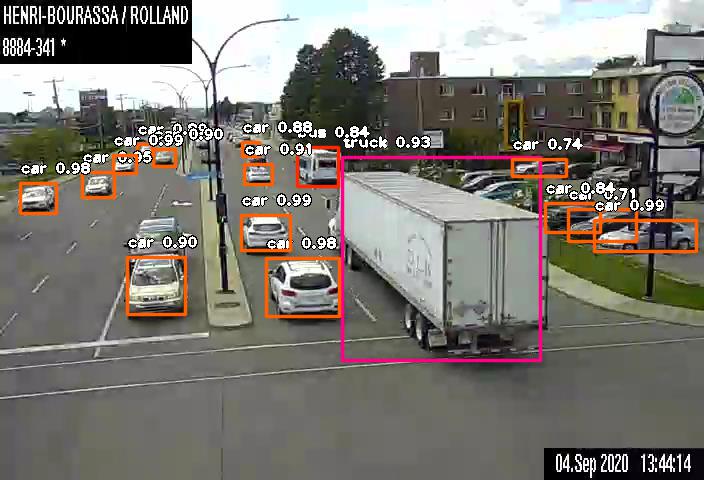 HENRI-BOURASSA / ROLLAND
8884-341 *
car 0.88
bus 0.84
car 0.99
0.90
truck 0.93
car 0.74
car 0.91
car 0.95
car 0.98
car 0.84
0.71
car 0.99
car 0.99
car 0.90
car 0.98
04.Sep 2020 13:44:14